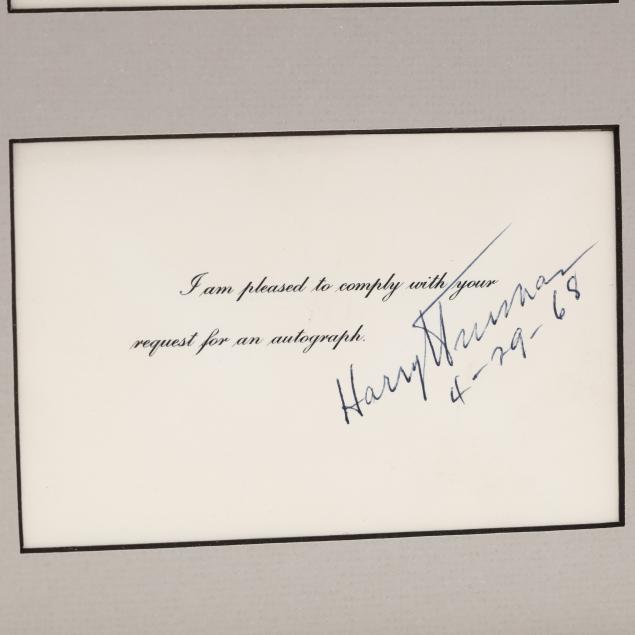 I am pleased to comply with your
request for an autograph.
Harry Truman
4-29-68